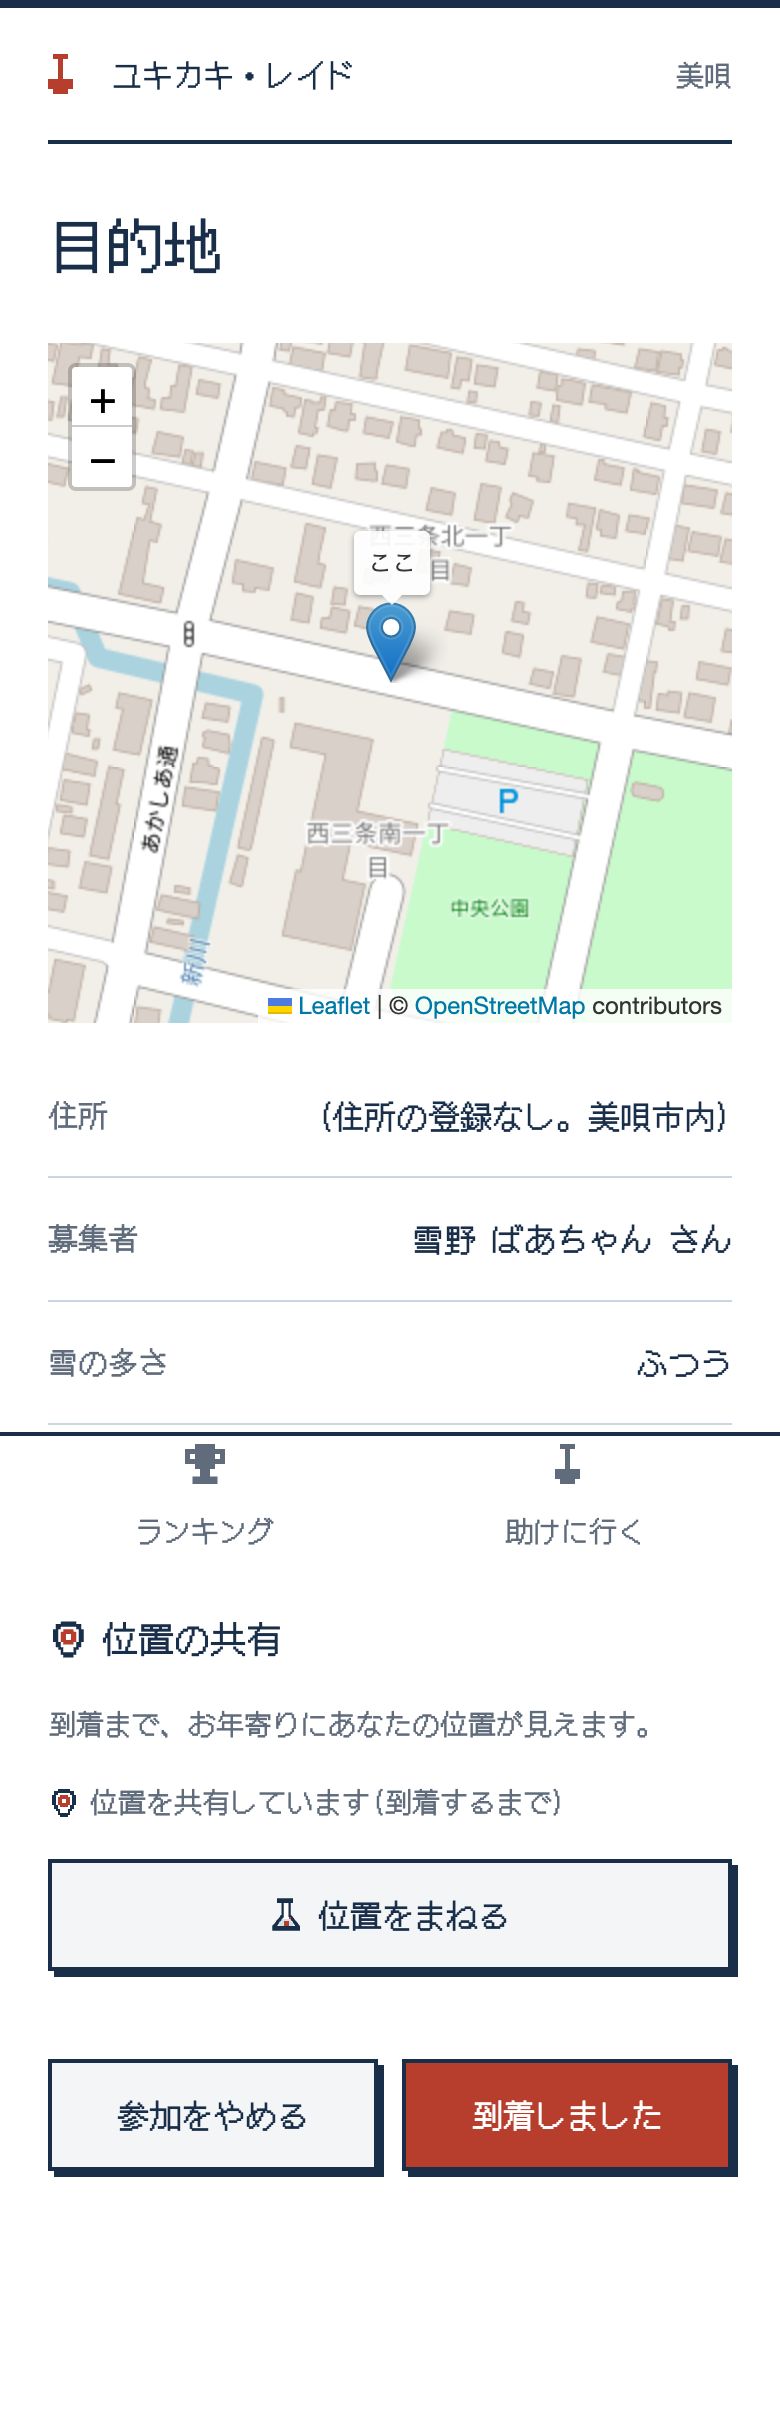 ユキカキ・レイド
美唄
目的地
+
−
西三条北一丁
目
ここ
あかしあ通
P
西三条南一丁
目
中央公園
新川
Leaflet | © OpenStreetMap contributors
住所
(住所の登録なし。美唄市内)
募集者
雪野 ばあちゃん さん
雪の多さ
ふつう
ランキング
助けに行く
位置の共有
到着まで、お年寄りにあなたの位置が見えます。
位置を共有しています(到着するまで)
位置をまねる
参加をやめる
到着しました